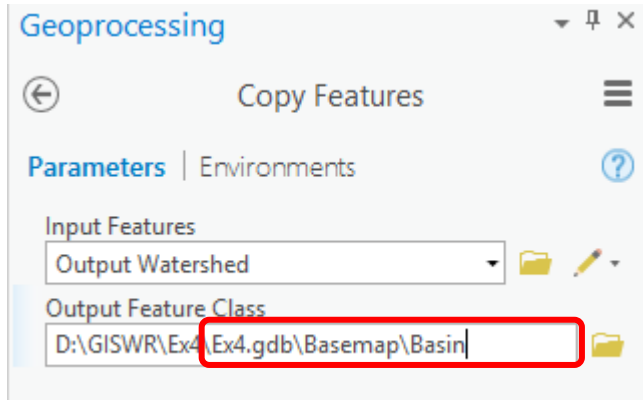 Geoprocessing
Copy Features
Parameters | Environments
Input Features
Output Watershed
Output Feature Class
D:\GISWR\Ex4\Ex4.gdb\Basemap\Basin